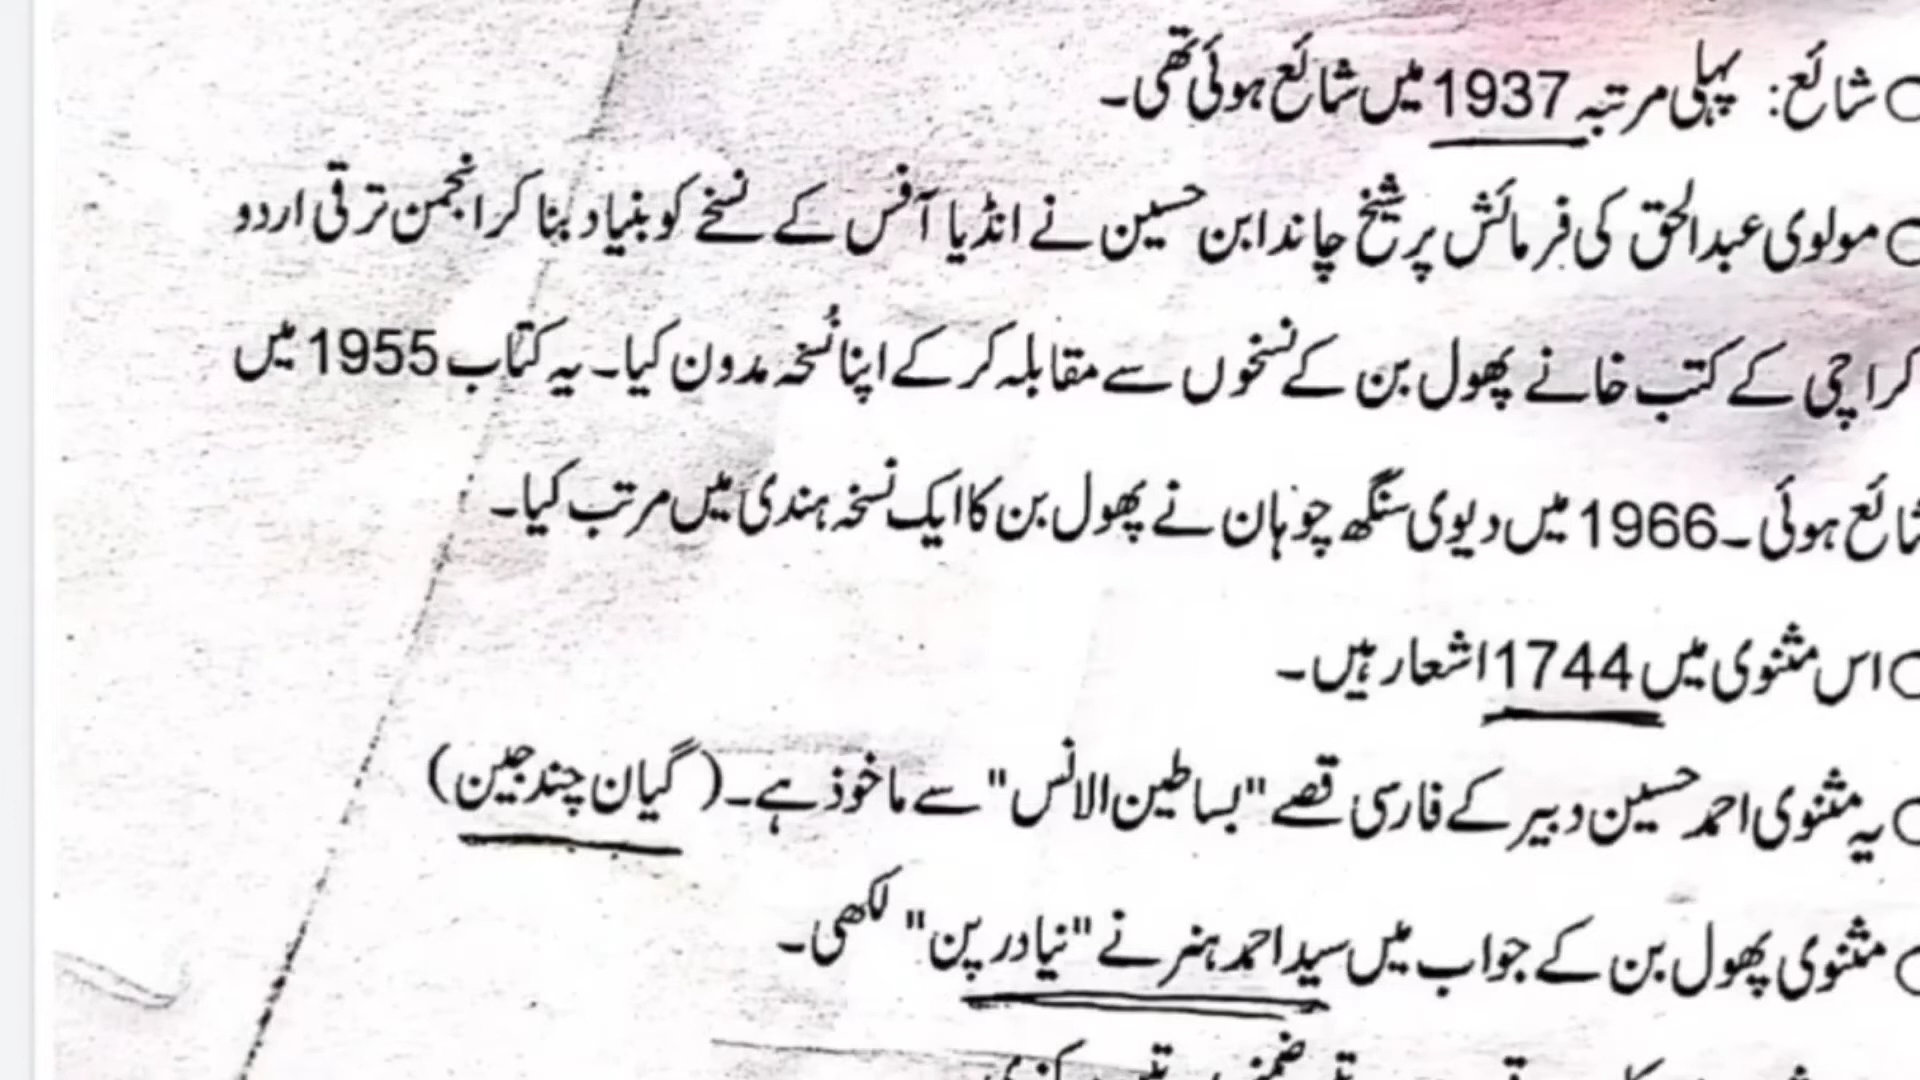 شائع: پہلی مرتبہ 1937 میں شائع ہوئی تھی۔
مولوی عبدالحق کی فرمائش پر شیخ چاند ابن حسین نے انڈیا آفس کے نسخے کو بنیاد بنا کر انجمن ترقی اردو
کراچی کے کتب خانے پھول بن کے نسخوں سے مقابلہ کر کے اپنا نُسخہ مدون کیا۔ یہ کتاب 1955 میں
شائع ہوئی۔ 1966 میں دیوی سنگھ چوہان نے پھول بن کا ایک نسخہ ہندی میں مرتب کیا۔
اس مثنوی میں 1744 اشعار ہیں۔
یہ مثنوی احمد حسین دبیر کے فارسی قصے "بساطین الانس" سے ماخوذ ہے۔ (گیان چند جین)
مثنوی پھول بن کے جواب میں سید احمد ہنر نے "نیا درپن" لکھی۔